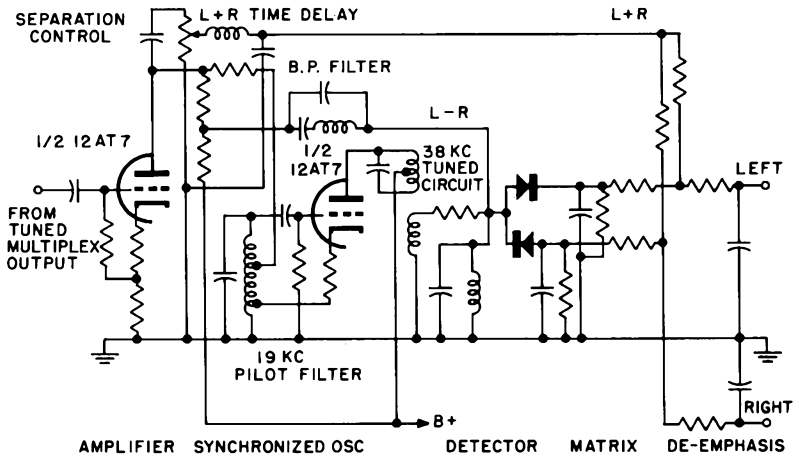 SEPARATION
CONTROL
L+R TIME DELAY
L+R
B.P. FILTER
L-R
1/2 12AT7
1/2
12AT7
38 KC
TUNED
CIRCUIT
LEFT
FROM
TUNED
MULTIPLEX
OUTPUT
19 KC
PILOT FILTER
B+
RIGHT
AMPLIFIER SYNCHRONIZED OSC DETECTOR MATRIX DE-EMPHASIS